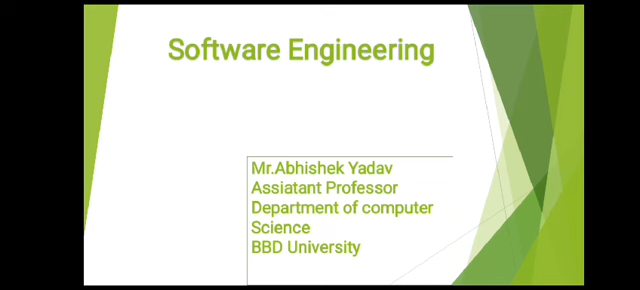 Software Engineering
Mr.Abhishek Yadav
Assiatant Professor
Department of computer
Science
BBD University